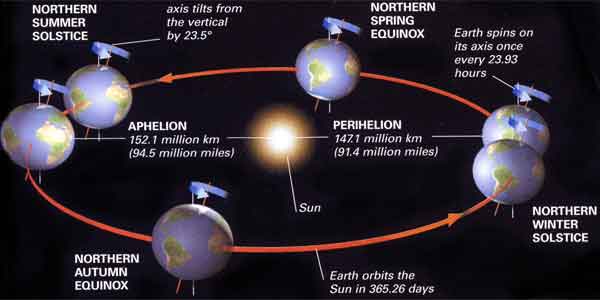 NORTHERN
SUMMER
SOLSTICE
axis tilts from
the vertical
by 23.5°
NORTHERN
SPRING
EQUINOX
Earth spins on
its axis once
every 23.93
hours
APHELION
152.1 million km
(94.5 million miles)
PERIHELION
147.1 million km
(91.4 million miles)
Sun
NORTHERN
AUTUMN
EQUINOX
Earth orbits the
Sun in 365.26 days
NORTHERN
WINTER
SOLSTICE